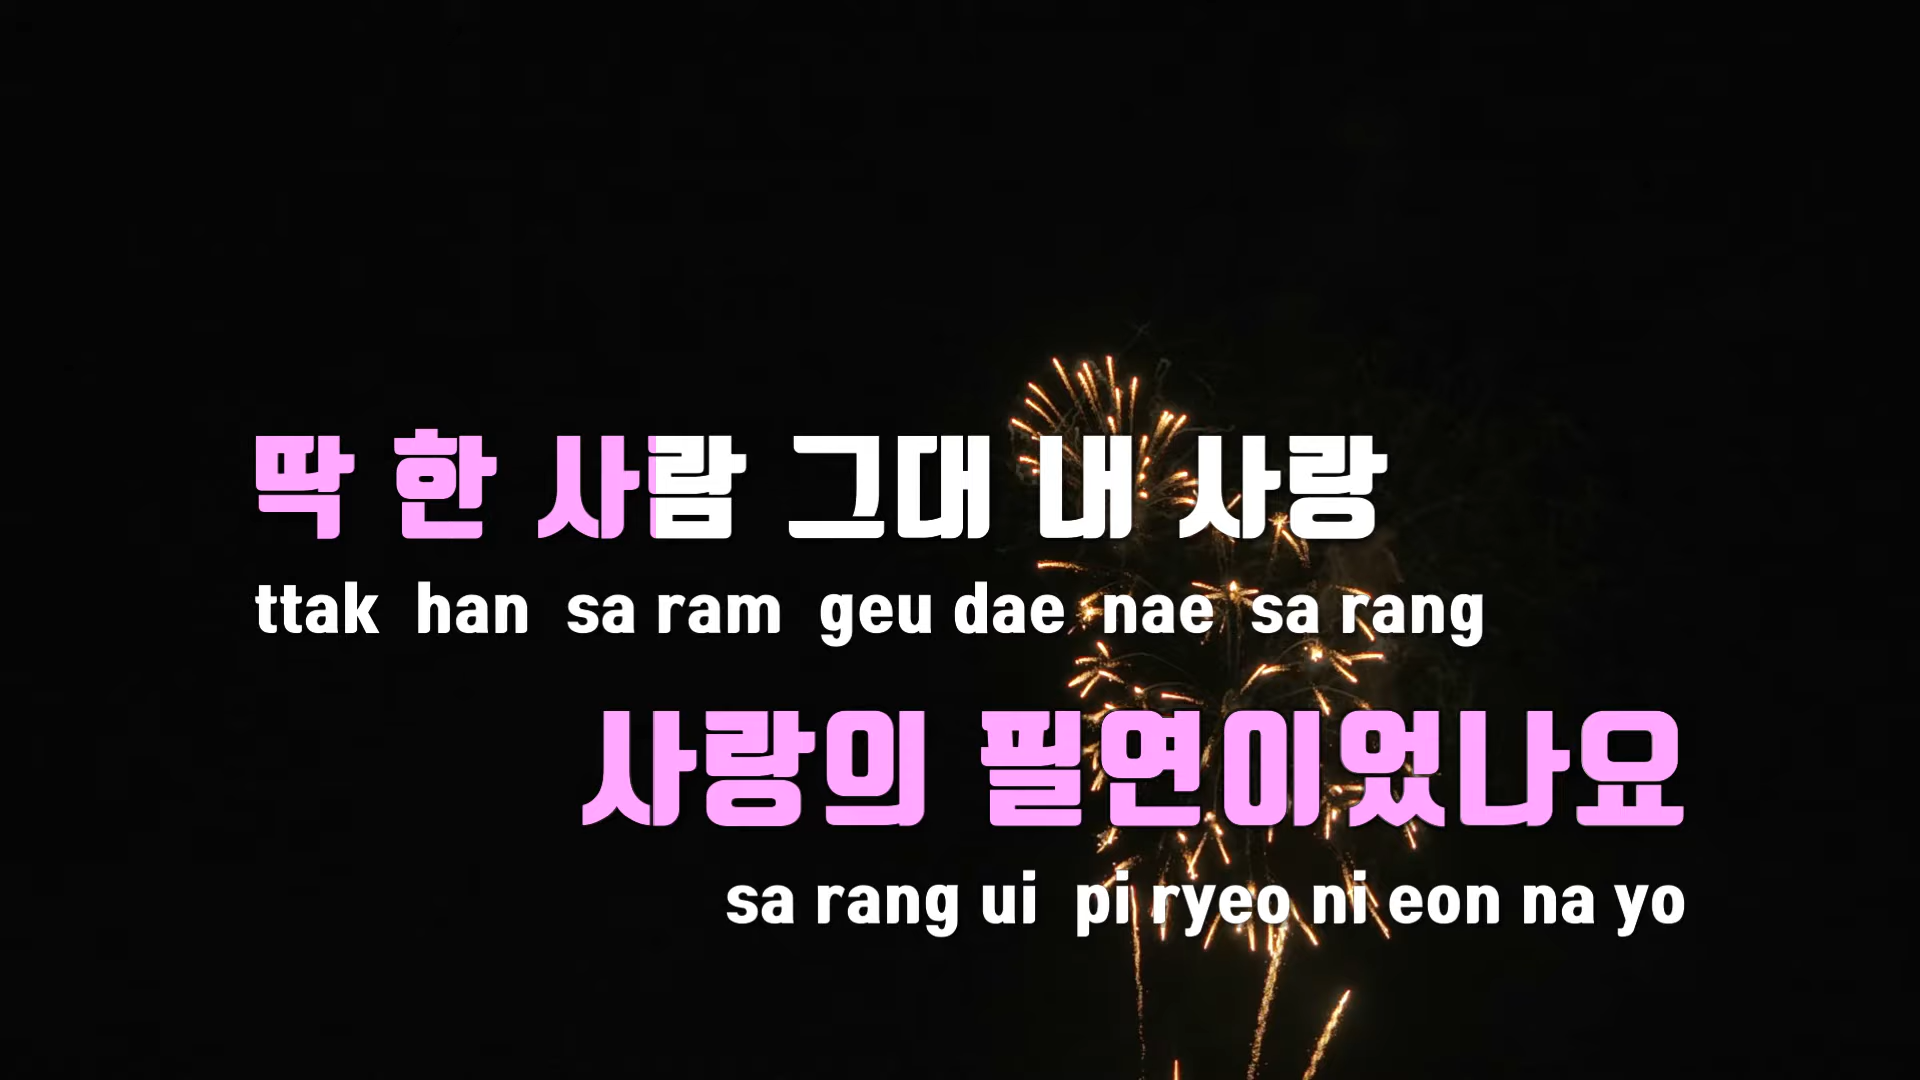 딱 한 사람 그대 내 사랑
ttak han sa ram geu dae nae sa rang
사랑의 필연이었나요
sa rang ui pi ryeo ni eon na yo